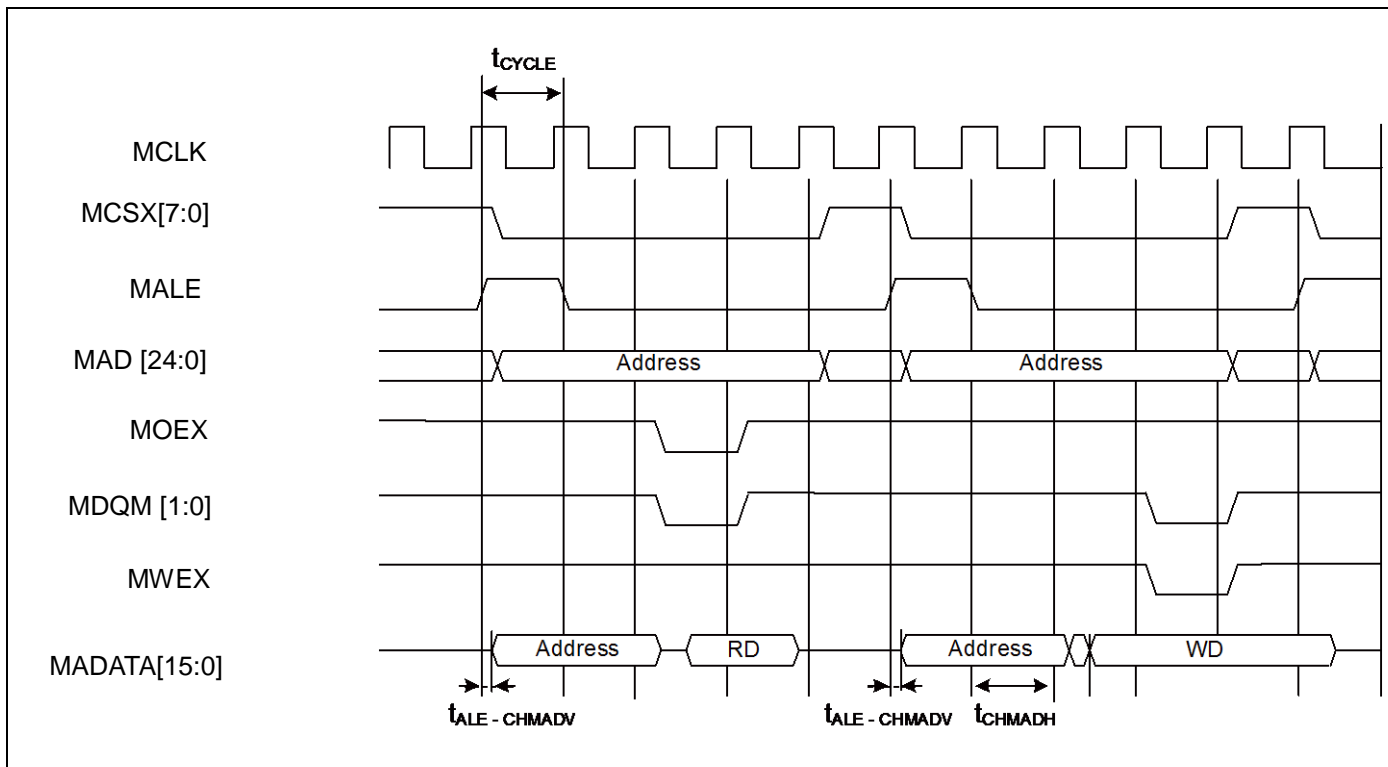 tCYCLE
MCLK
MCSX[7:0]
MALE
MAD [24:0]
Address
Address
MOEX
MDQM [1:0]
MWEX
MADATA[15:0]
Address
RD
Address
WD
tALE - CHMADV
tALE - CHMADV
tCHMADH